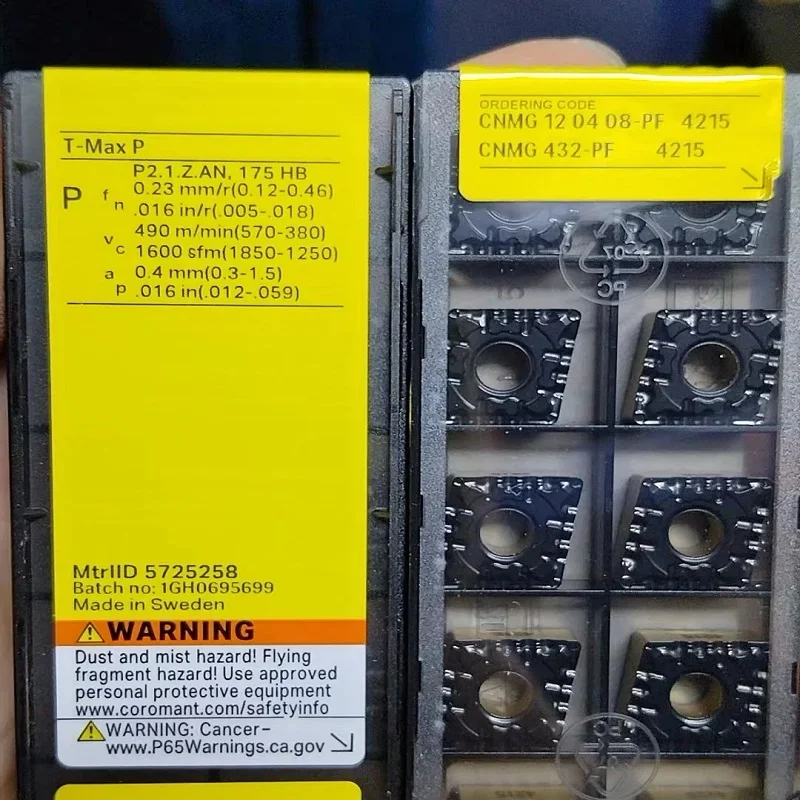 T-Max P
P2.1.Z.AN, 175 HB
P fn 0.23 mm/r(0.12-0.46)
.016 in/r(.005-.018)
vc 490 m/min(570-380)
1600 sfm(1850-1250)
ap 0.4 mm(0.3-1.5)
.016 in(.012-.059)
MtrlID 5725258
Batch no: 1GH0695699
Made in Sweden
WARNING
Dust and mist hazard! Flying
fragment hazard! Use approved
personal protective equipment
www.coromant.com/safetyinfo
WARNING: Cancer-
www.P65Warnings.ca.gov
ORDERING CODE
CNMG 12 04 08-PF 4215
CNMG 432-PF 4215
PC